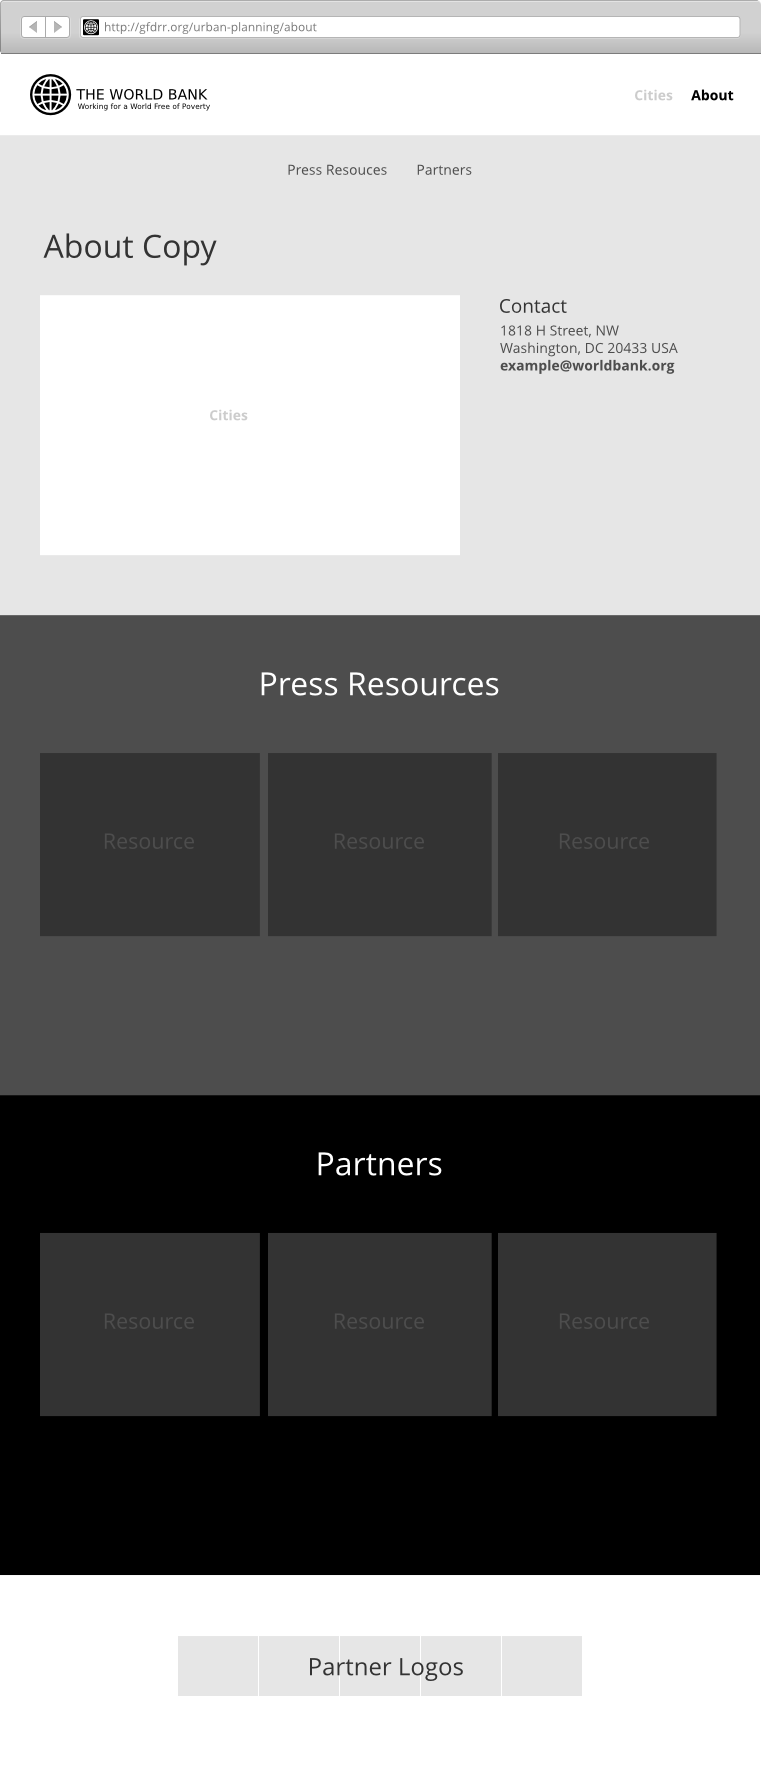 http://gfdrr.org/urban-planning/about
THE WORLD BANK
Working for a World Free of Poverty
Cities About
Press Resouces Partners
About Copy
Cities
Contact
1818 H Street, NW
Washington, DC 20433 USA
example@worldbank.org
Press Resources
Resource Resource Resource
Partners
Resource Resource Resource
Partner Logos